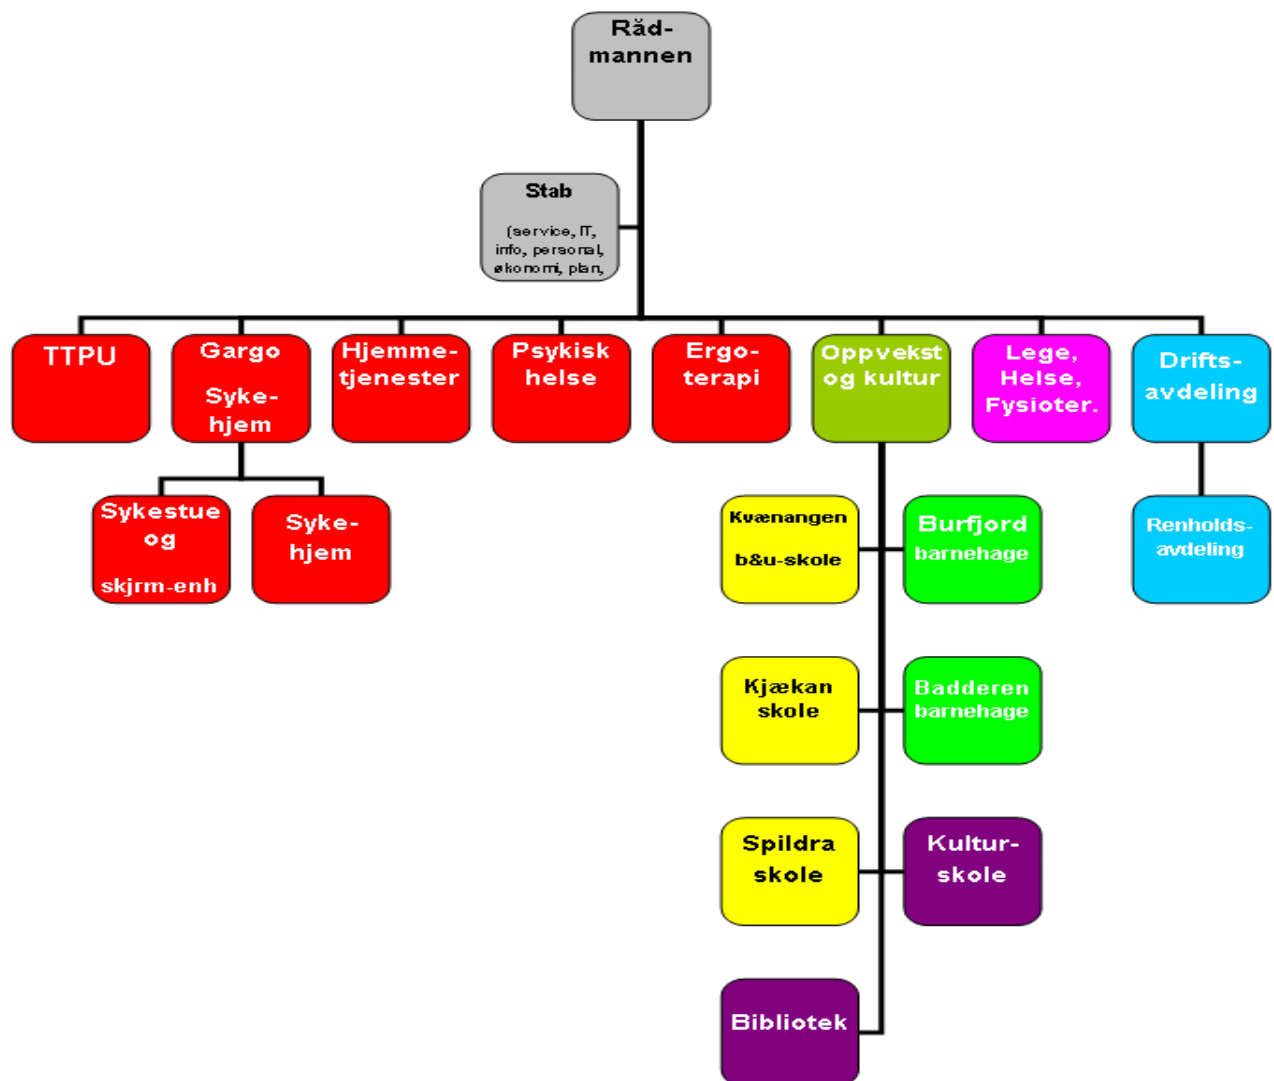 Råd-
mannen
Stab
(service, IT,
info, personal,
økonomi, plan,
TTPU
Gargo
Syke-
hjem
Hjemme-
tjenester
Psykisk
helse
Ergo-
terapi
Oppvekst
og kultur
Lege,
Helse,
Fysioter.
Drifts-
avdeling
Sykestue
og
skjrm-enh
Syke-
hjem
Kvænangen
b&u-skole
Burfjord
barnehage
Renholds-
avdeling
Kjækan
skole
Badderen
barnehage
Spildra
skole
Kultur-
skole
Bibliotek